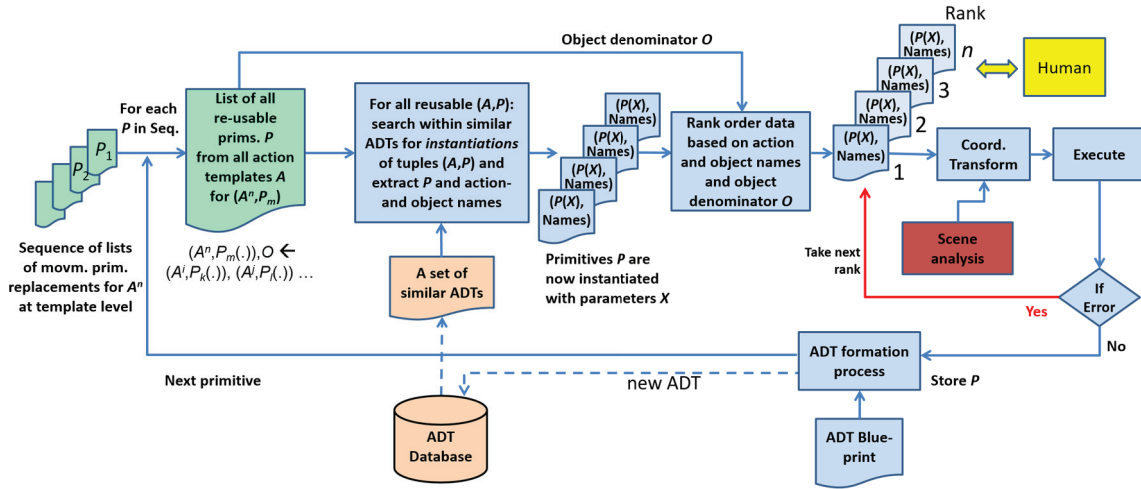 Rank
Object denominator O
(P(X),
Names)
n
(P(X),
Names)
3
(P(X),
Names)
2
(P(X),
Names)
1
Human
For each
P in Seq.
P1
P2
List of all
re-usable prims. P
from all action
templates A
for (Aⁿ,Pm)
For all reusable (A,P):
search within similar
ADTs for instantiations
of tuples (A,P) and
extract P and action-
and object names
(P(X),
Names)
(P(X),
Names)
(P(X),
Names)
(P(X),
Names)
Rank order data
based on action
and object names
and object
denominator O
Coord.
Transform
Execute
Sequence of lists
of movm. prim.
replacements for Aⁿ
at template level
(Aⁿ,Pm(.)),O ←
(Aⁱ,Pk(.)), (Aʲ,Pl(.)) ...
A set of
similar ADTs
Primitives P are
now instantiated
with parameters X
Take next
rank
Scene
analysis
If
Error
Yes
No
Next primitive
new ADT
ADT formation
process
Store P
ADT
Database
ADT Blue-
print